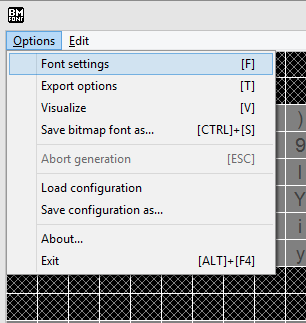 BM
FONT
Options Edit
Font settings [F]
Export options [T]
Visualize [V]
Save bitmap font as... [CTRL]+[S]
Abort generation [ESC]
Load configuration
Save configuration as...
About...
Exit [ALT]+[F4]
)
9
I
Y
i
y